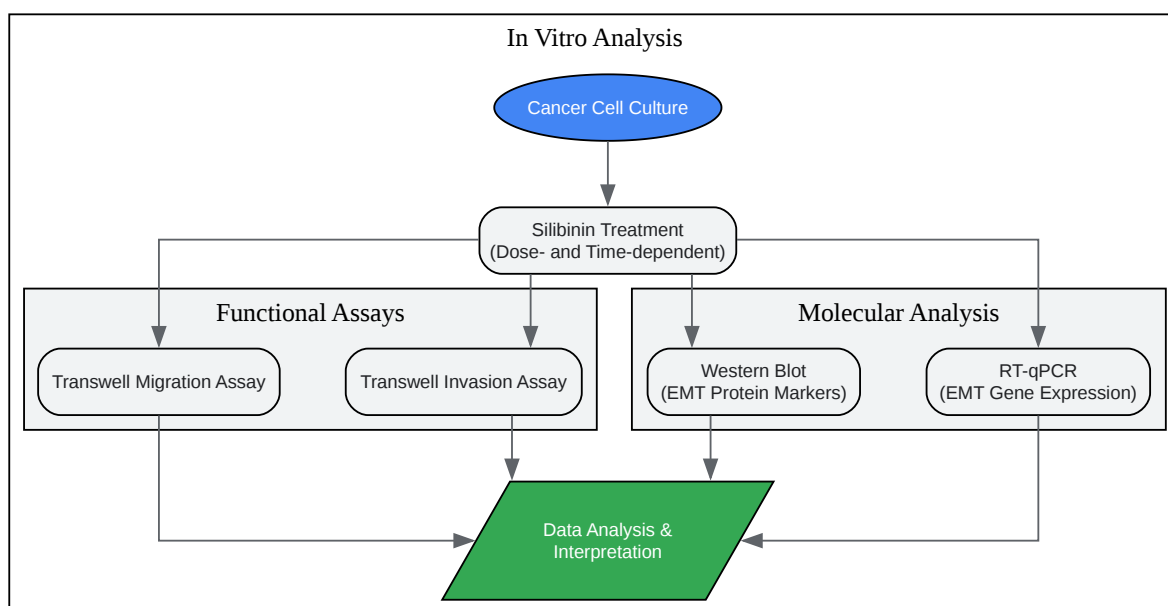 In Vitro Analysis
Cancer Cell Culture
Silibinin Treatment
(Dose- and Time-dependent)
Functional Assays
Molecular Analysis
Transwell Migration Assay
Transwell Invasion Assay
Western Blot
(EMT Protein Markers)
RT-qPCR
(EMT Gene Expression)
Data Analysis &
Interpretation